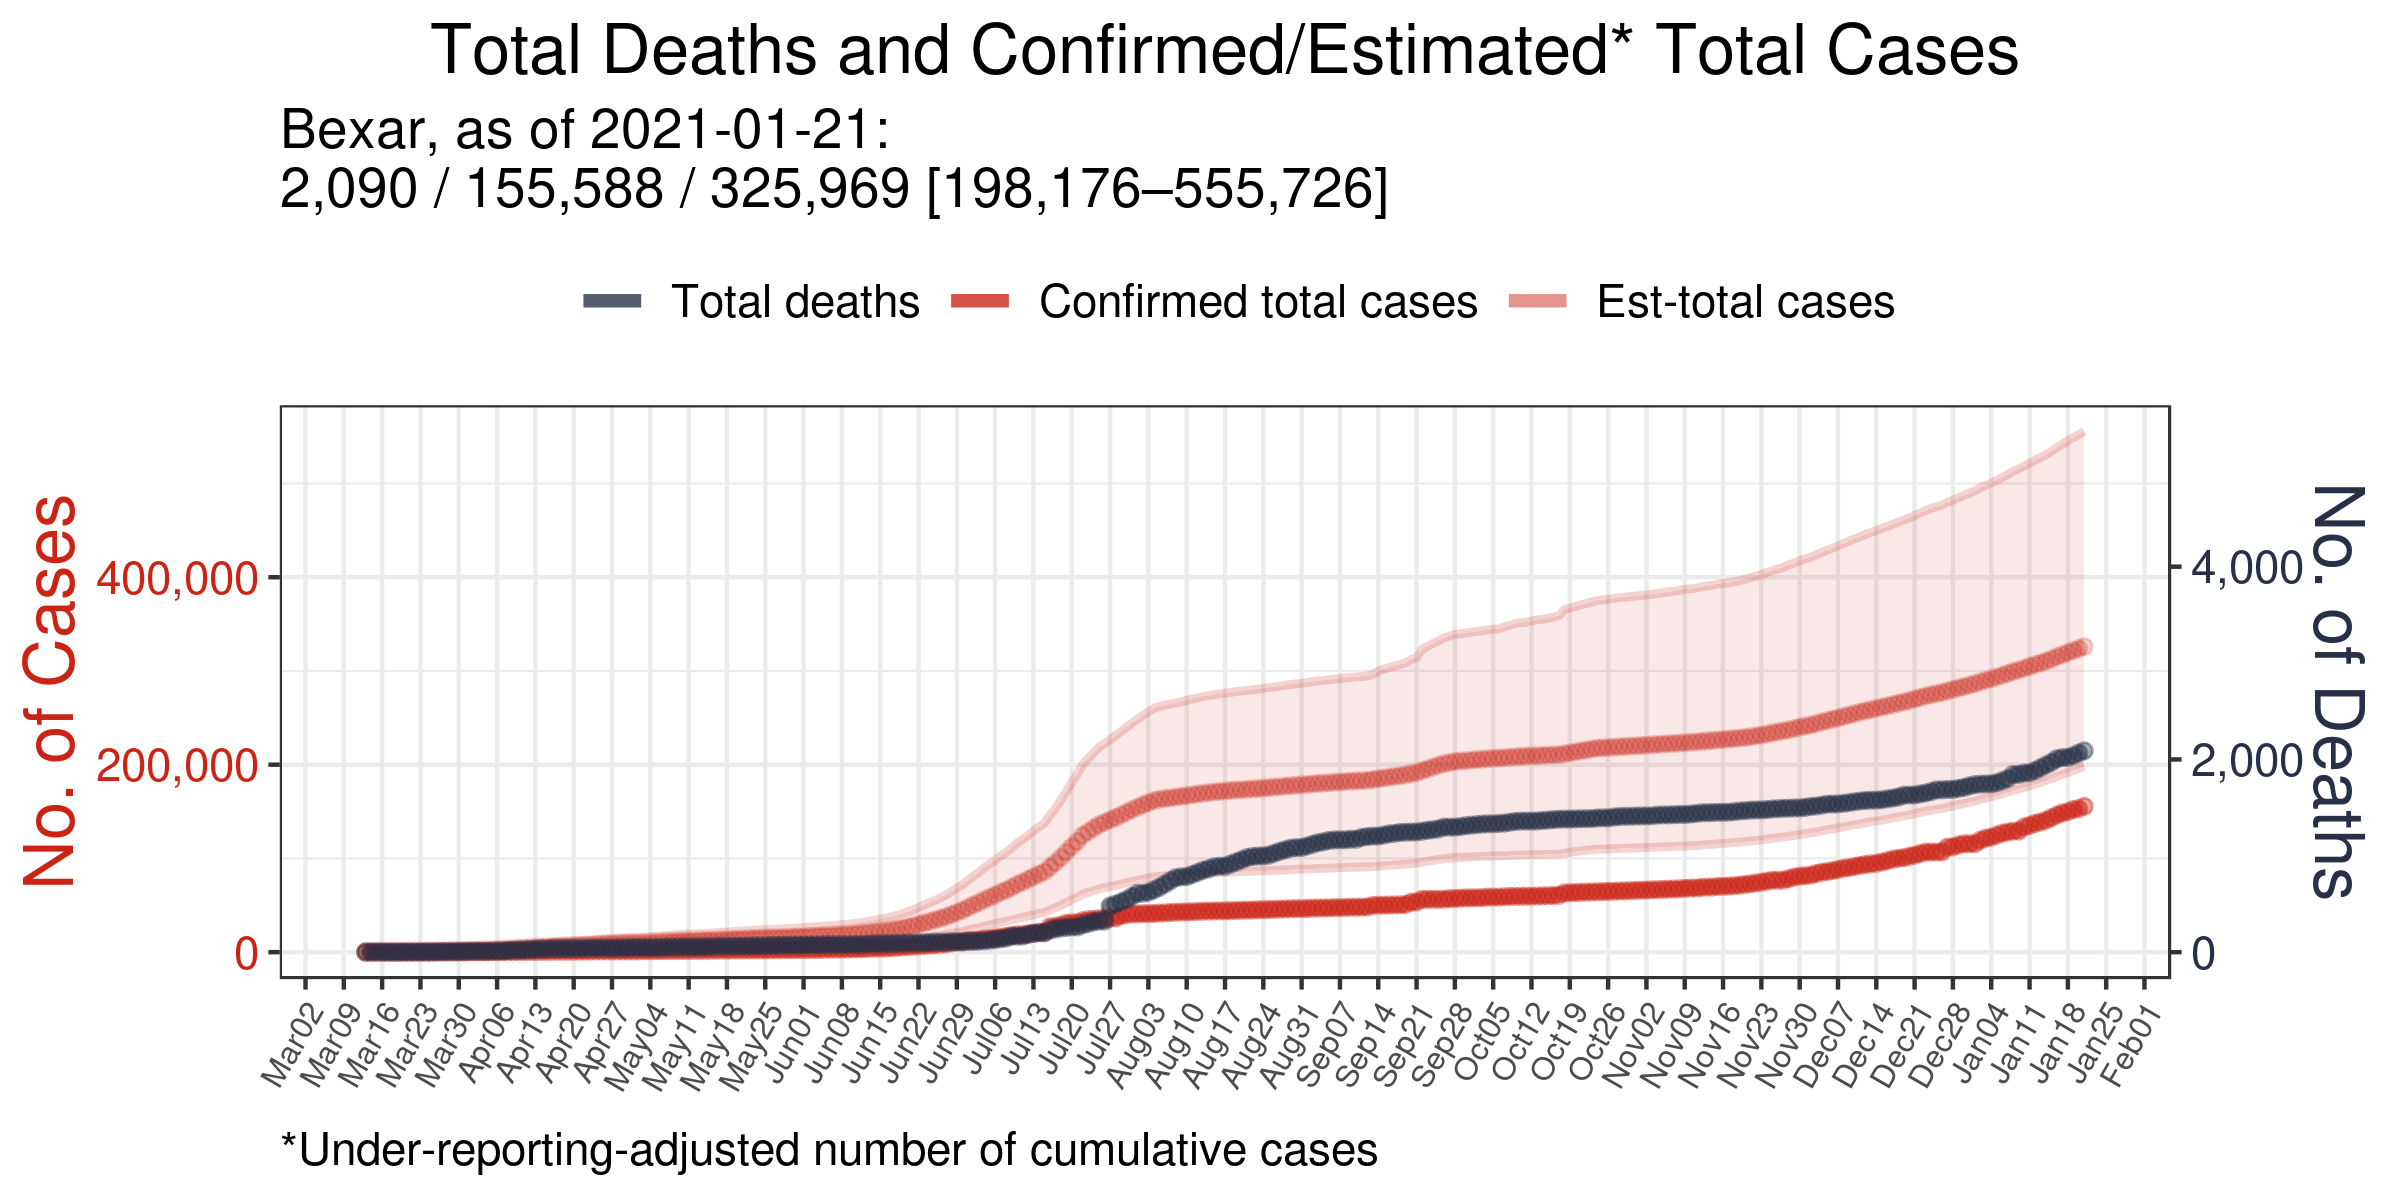 Total Deaths and Confirmed/Estimated* Total Cases
Bexar, as of 2021-01-21:
2,090 / 155,588 / 325,969 [198,176–555,726]
Total deaths
Confirmed total cases
Est-total cases
No. of Cases
400,000
200,000
0
4,000
2,000
0
No. of Deaths
Mar02
Mar09
Mar16
Mar23
Mar30
Apr06
Apr13
Apr20
Apr27
May04
May11
May18
May25
Jun01
Jun08
Jun15
Jun22
Jun29
Jul06
Jul13
Jul20
Jul27
Aug03
Aug10
Aug17
Aug24
Aug31
Sep07
Sep14
Sep21
Sep28
Oct05
Oct12
Oct19
Oct26
Nov02
Nov09
Nov16
Nov23
Nov30
Dec07
Dec14
Dec21
Dec28
Jan04
Jan11
Jan18
Jan25
Feb01
*Under-reporting-adjusted number of cumulative cases